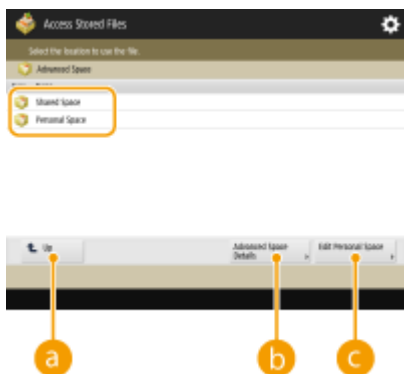 Access Stored Files
Select the location to use the file.
Advanced Space
Shared Space
Personal Space
Up
Advanced Space
Details
Edit Personal Space
a
b
c